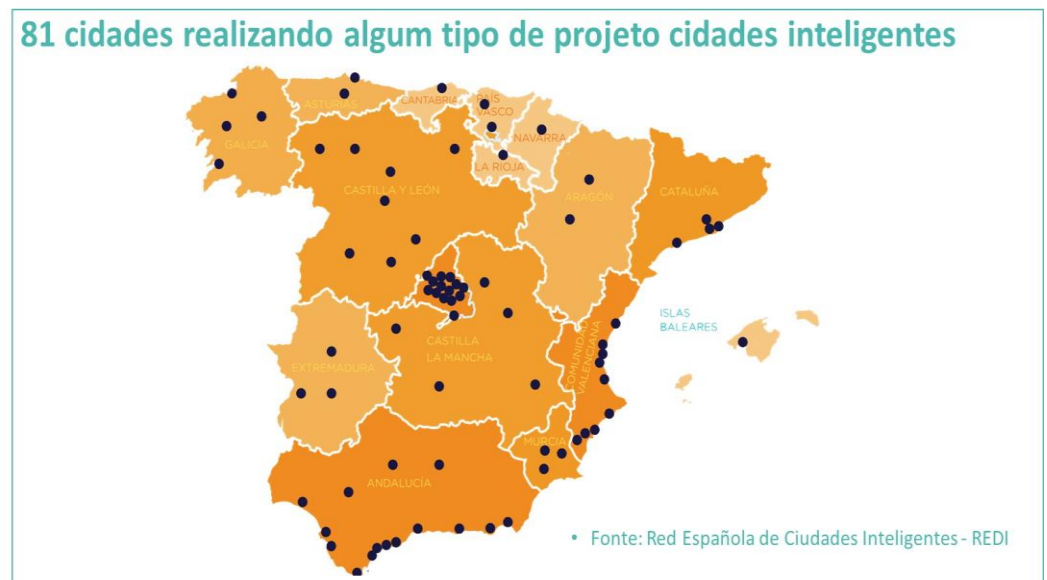 81 cidades realizando algum tipo de projeto cidades inteligentes
ASTURIAS
CANTABRIA
PAÍS
VASCO
NAVARRA
GALICIA
LA RIOJA
CASTILLA Y LEÓN
ARAGÓN
CATALUÑA
ISLAS
BALEARES
CASTILLA
LA MANCHA
COMUNIDAD
VALENCIANA
EXTREMADURA
MURCIA
ANDALUCÍA
• Fonte: Red Española de Ciudades Inteligentes - REDI